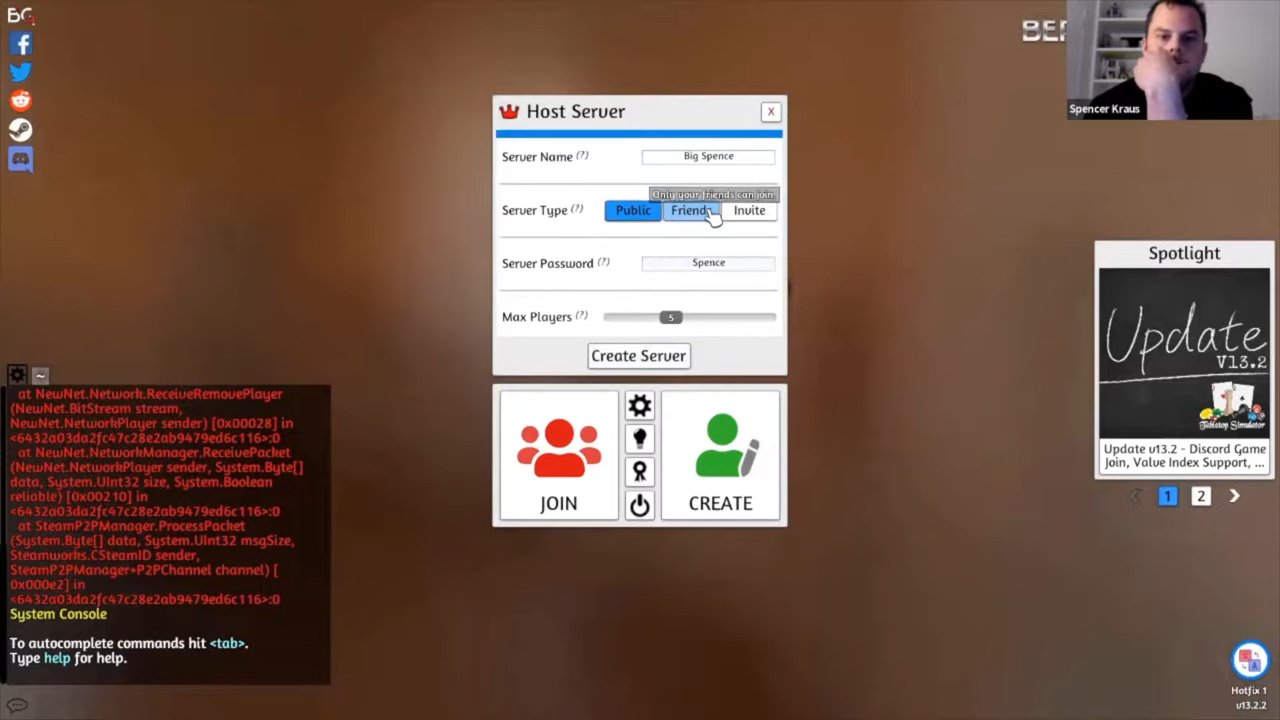 BG
BE
Spencer Kraus
Host Server
X
Server Name (?)
Big Spence
Only your friends can join.
Server Type (?)
Public
Friends
Invite
Server Password (?)
Spence
Max Players (?)
5
Create Server
JOIN
CREATE
Spotlight
Update
V13.2
Tabletop Simulator
Update v13.2 - Discord Game
Join, Value Index Support, ...
1
2
~
at NewNet.Network.ReceiveRemovePlayer
(NewNet.BitStream stream,
NewNet.NetworkPlayer sender) [0x00028] in
<6432a03da2fc47c28e2ab9479ed6c116>:0
at NewNet.NetworkManager.ReceivePacket
(NewNet.NetworkPlayer sender, System.Byte[]
data, System.UInt32 size, System.Boolean
reliable) [0x00210] in
<6432a03da2fc47c28e2ab9479ed6c116>:0
at SteamP2PManager.ProcessPacket
(System.Byte[] data, System.UInt32 msgSize,
Steamworks.CSteamID sender,
SteamP2PManager+P2PChannel channel) [
0x000e2] in
<6432a03da2fc47c28e2ab9479ed6c116>:0
System Console
To autocomplete commands hit <tab>.
Type help for help.
Hotfix 1
v13.2.2